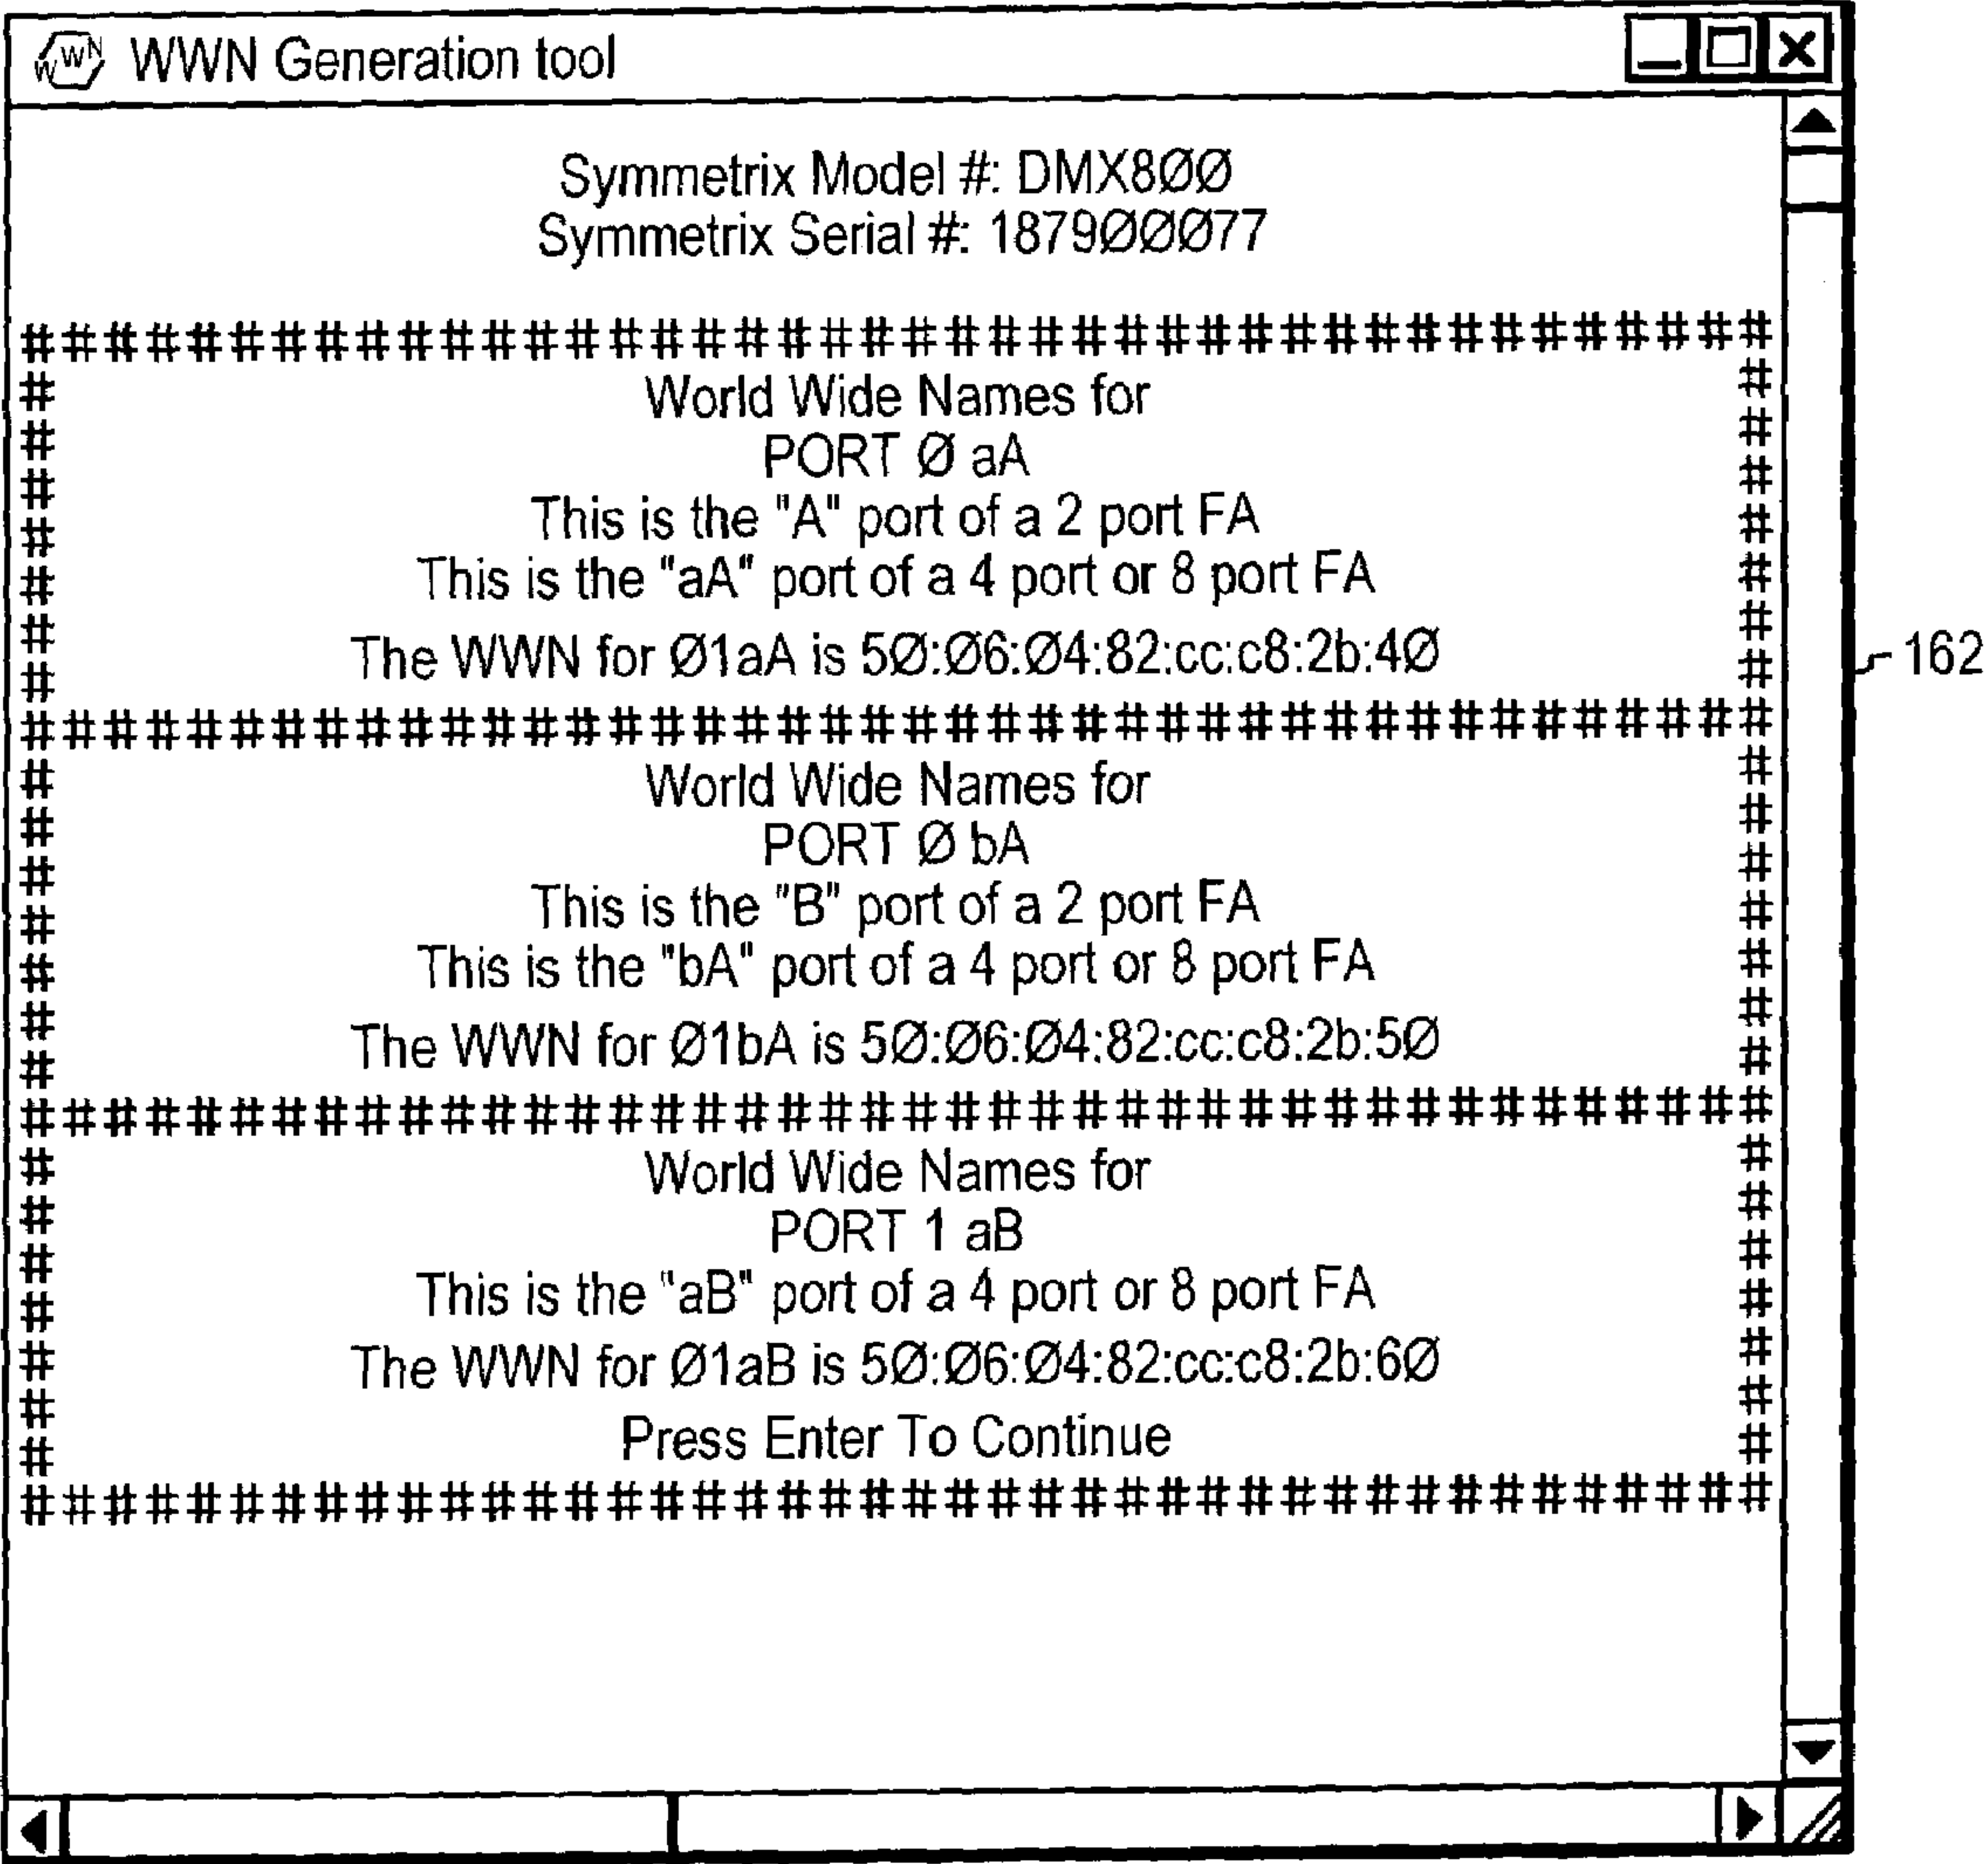 WWN WWN Generation tool
Symmetrix Model #: DMX8ØØ
Symmetrix Serial #: 1879ØØØ77
##########################################
# World Wide Names for #
# PORT Ø aA #
# This is the "A" port of a 2 port FA #
# This is the "aA" port of a 4 port or 8 port FA #
# The WWN for Ø1aA is 5Ø:Ø6:Ø4:82:cc:c8:2b:4Ø # 162
##########################################
# World Wide Names for #
# PORT Ø bA #
# This is the "B" port of a 2 port FA #
# This is the "bA" port of a 4 port or 8 port FA #
# The WWN for Ø1bA is 5Ø:Ø6:Ø4:82:cc:c8:2b:5Ø #
##########################################
# World Wide Names for #
# PORT 1 aB #
# This is the "aB" port of a 4 port or 8 port FA #
# The WWN for Ø1aB is 5Ø:Ø6:Ø4:82:cc:c8:2b:6Ø #
# Press Enter To Continue #
##########################################